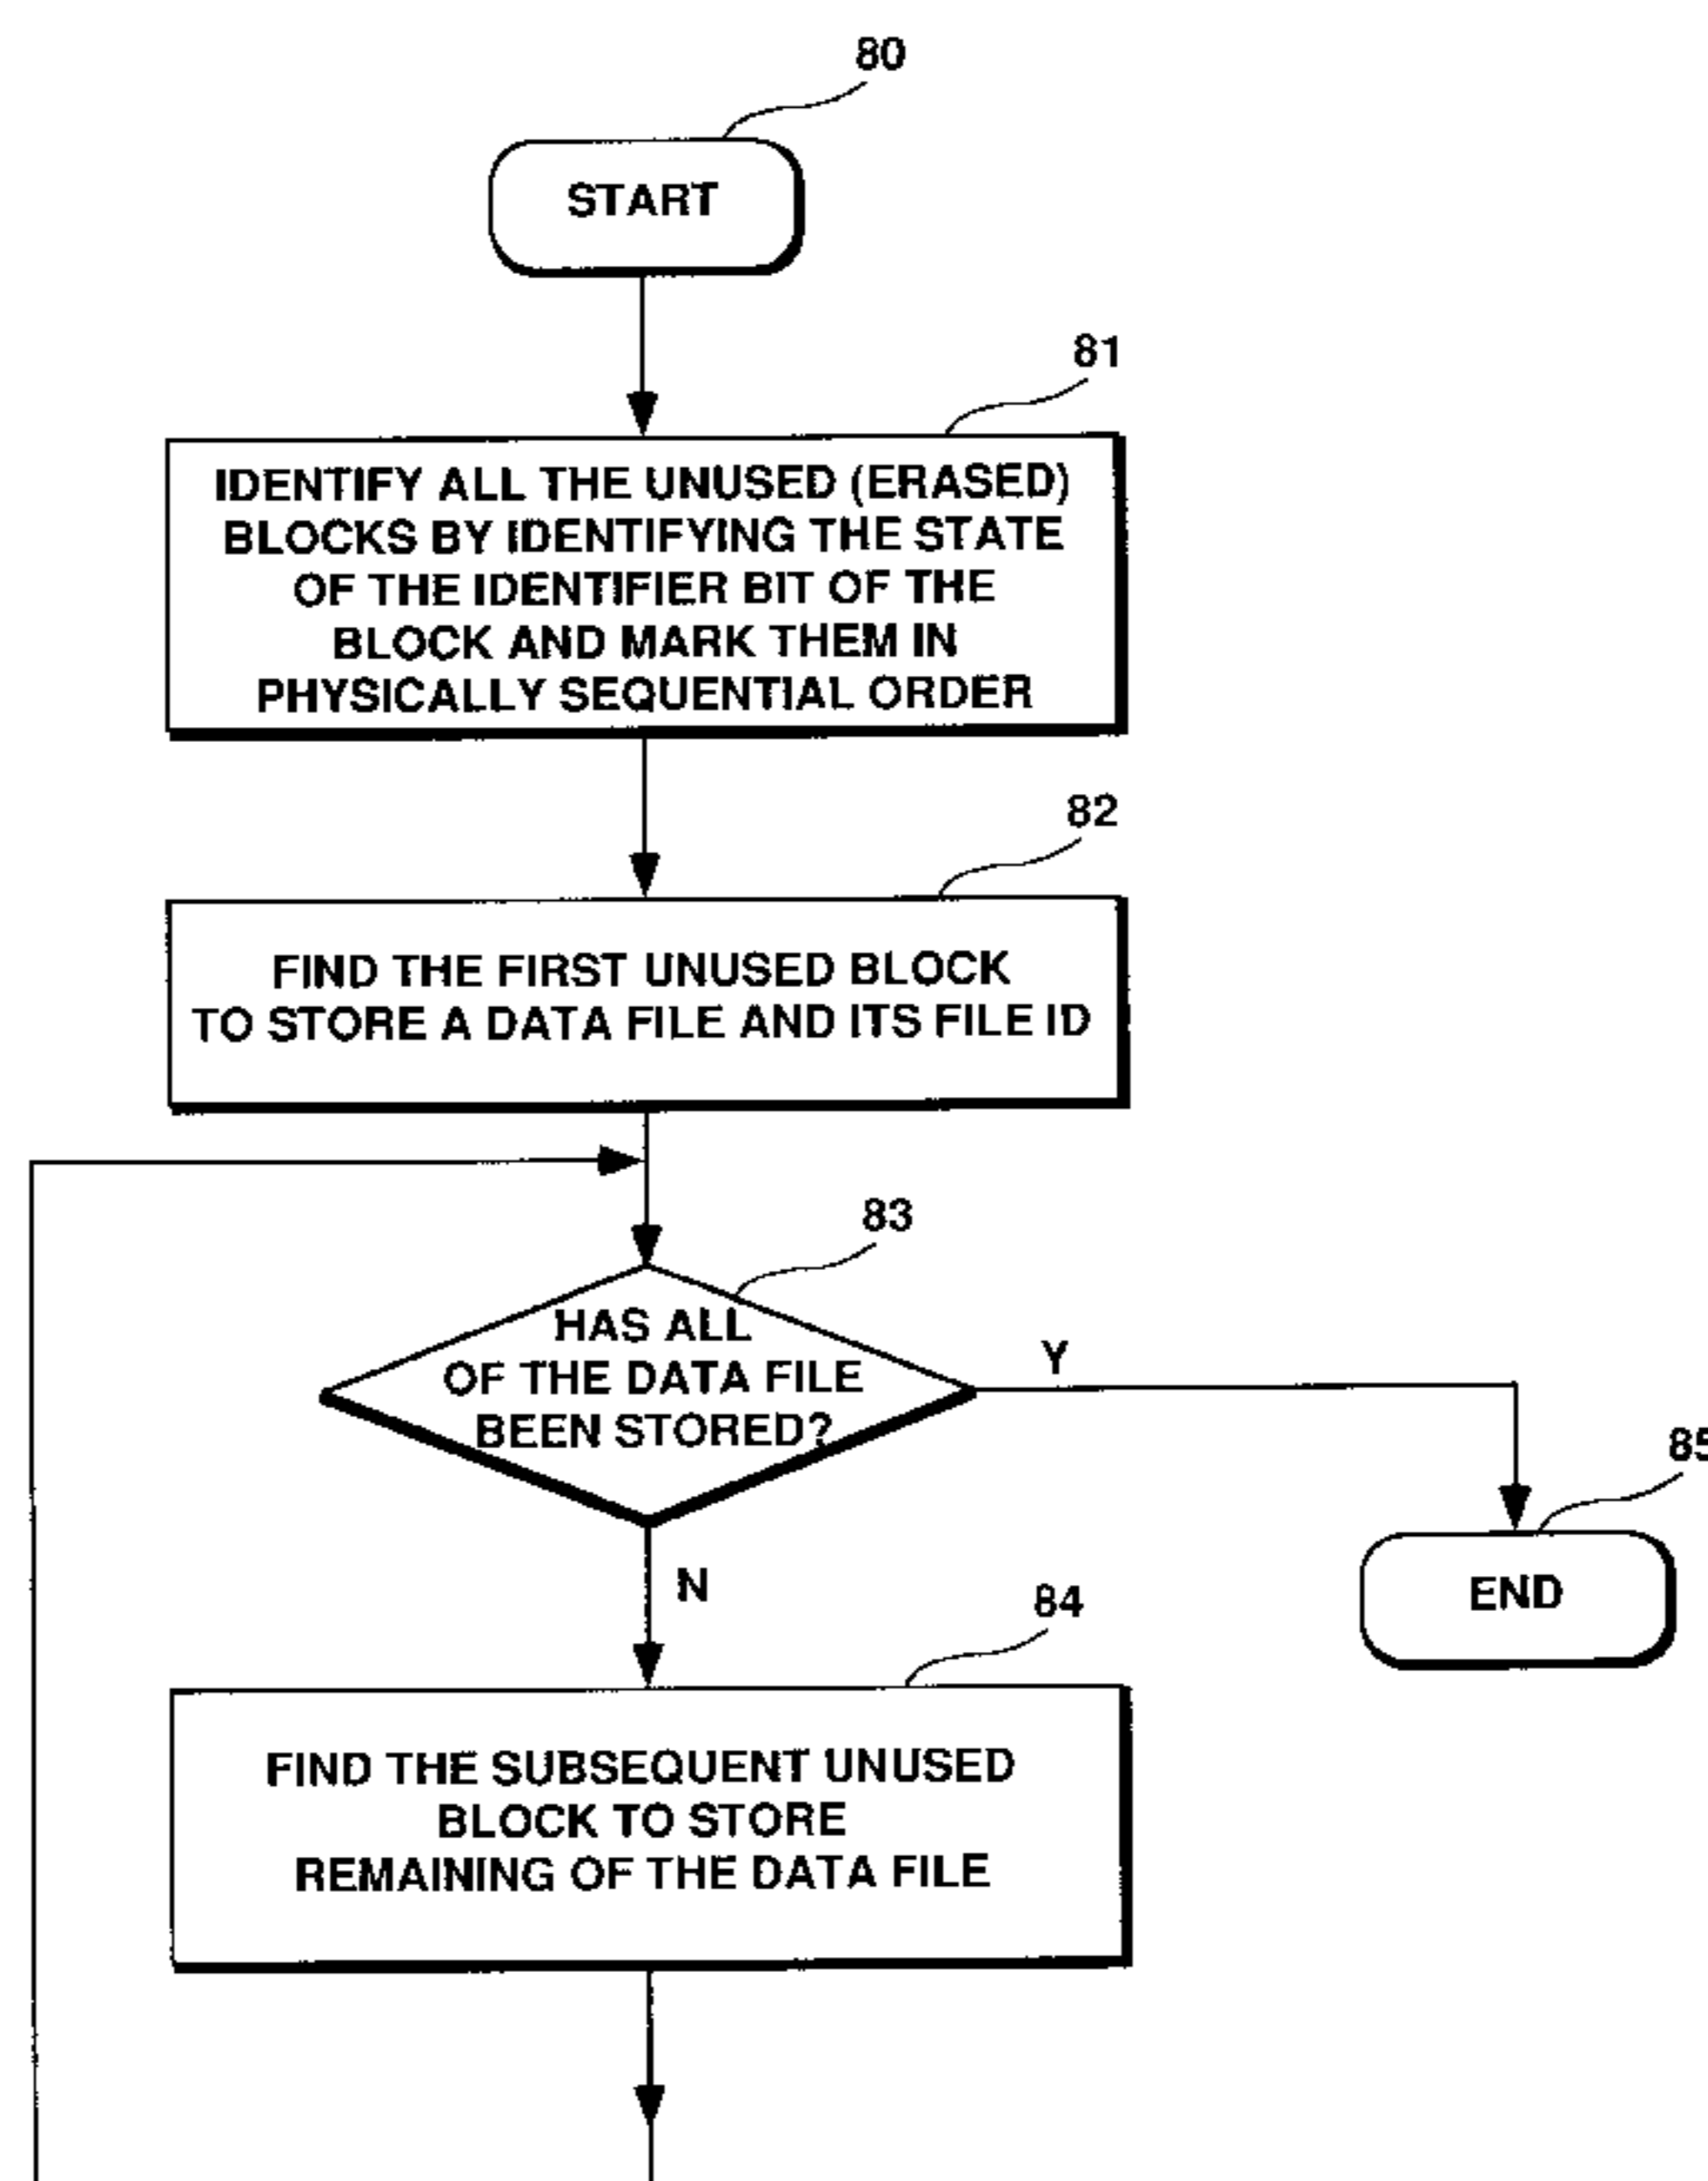 80
START
81
IDENTIFY ALL THE UNUSED (ERASED)
BLOCKS BY IDENTIFYING THE STATE
OF THE IDENTIFIER BIT OF THE
BLOCK AND MARK THEM IN
PHYSICALLY SEQUENTIAL ORDER
82
FIND THE FIRST UNUSED BLOCK
TO STORE A DATA FILE AND ITS FILE ID
83
HAS ALL
OF THE DATA FILE
BEEN STORED?
Y
85
END
N
84
FIND THE SUBSEQUENT UNUSED
BLOCK TO STORE
REMAINING OF THE DATA FILE